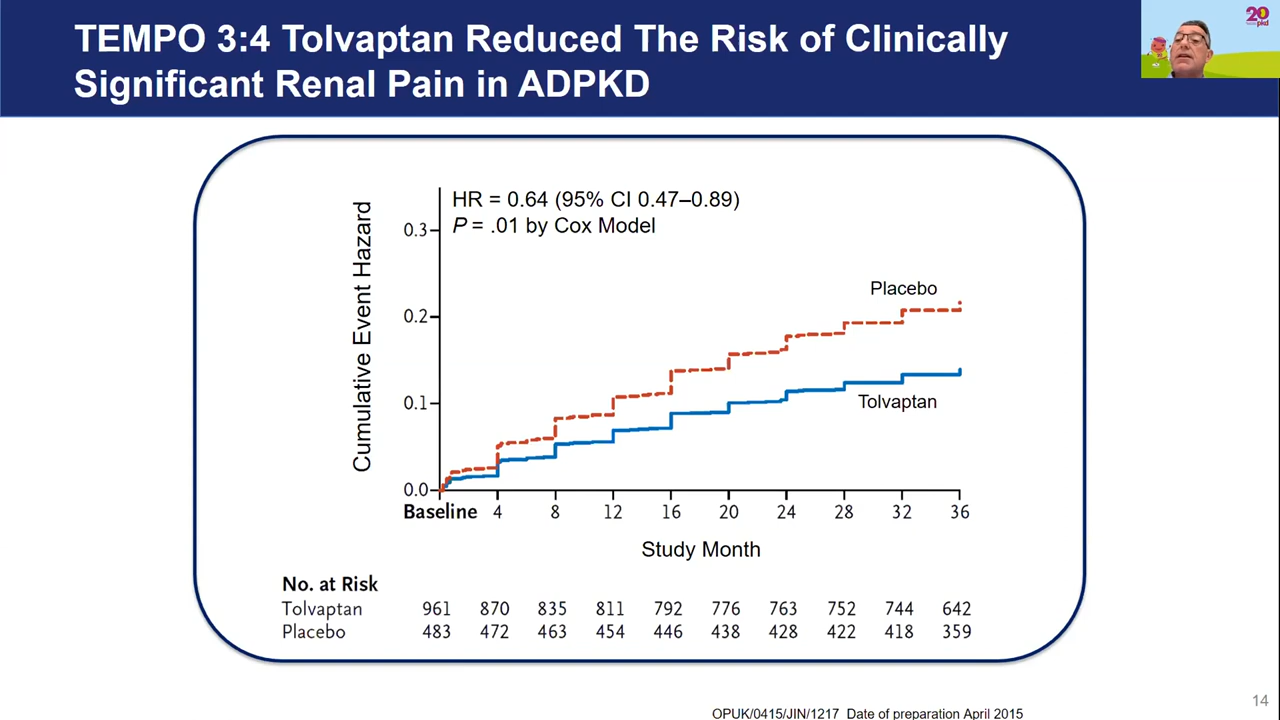 TEMPO 3:4 Tolvaptan Reduced The Risk of Clinically
Significant Renal Pain in ADPKD
20
pkd
HR = 0.64 (95% CI 0.47–0.89)
P = .01 by Cox Model
Cumulative Event Hazard
0.3
0.2
0.1
0.0
Placebo
Tolvaptan
Baseline 4 8 12 16 20 24 28 32 36
Study Month
No. at Risk
Tolvaptan 961 870 835 811 792 776 763 752 744 642
Placebo 483 472 463 454 446 438 428 422 418 359
14
OPUK/0415/JIN/1217 Date of preparation April 2015